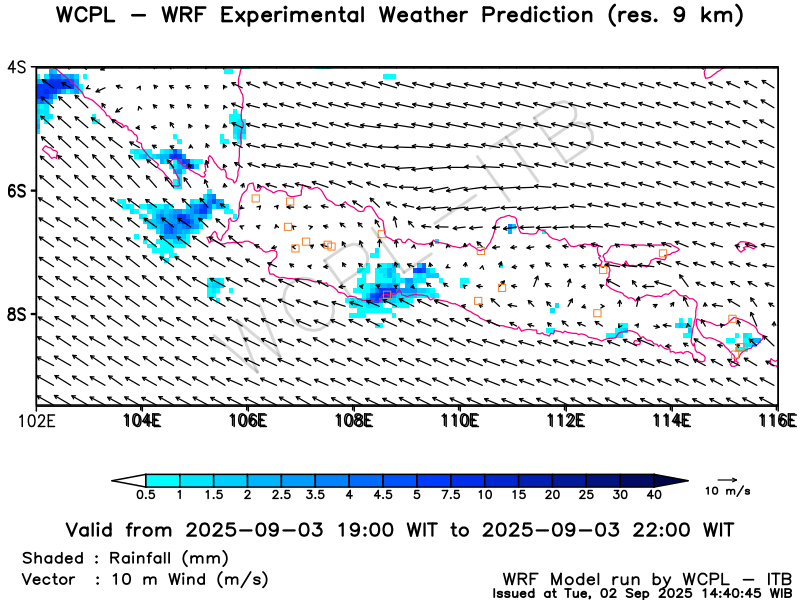 WCPL – WRF Experimental Weather Prediction (res. 9 km)
4S
6S
8S
WCPL–ITB
102E 104E 106E 108E 110E 112E 114E 116E
0.5 1 1.5 2 2.5 3.5 4 4.5 5 7.5 10 15 20 25 30 40
10 m/s
Valid from 2025–09–03 19:00 WIT to 2025–09–03 22:00 WIT
Shaded : Rainfall (mm)
Vector : 10 m Wind (m/s)
WRF Model run by WCPL – ITB
Issued at Tue, 02 Sep 2025 14:40:45 WIB